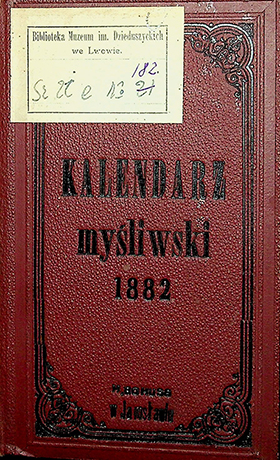 Biblioteka Muzeum im. Dzieduszyckich
we Lwowie.
182.
KALENDARZ
myśliwski
1882
w Jarosławiu